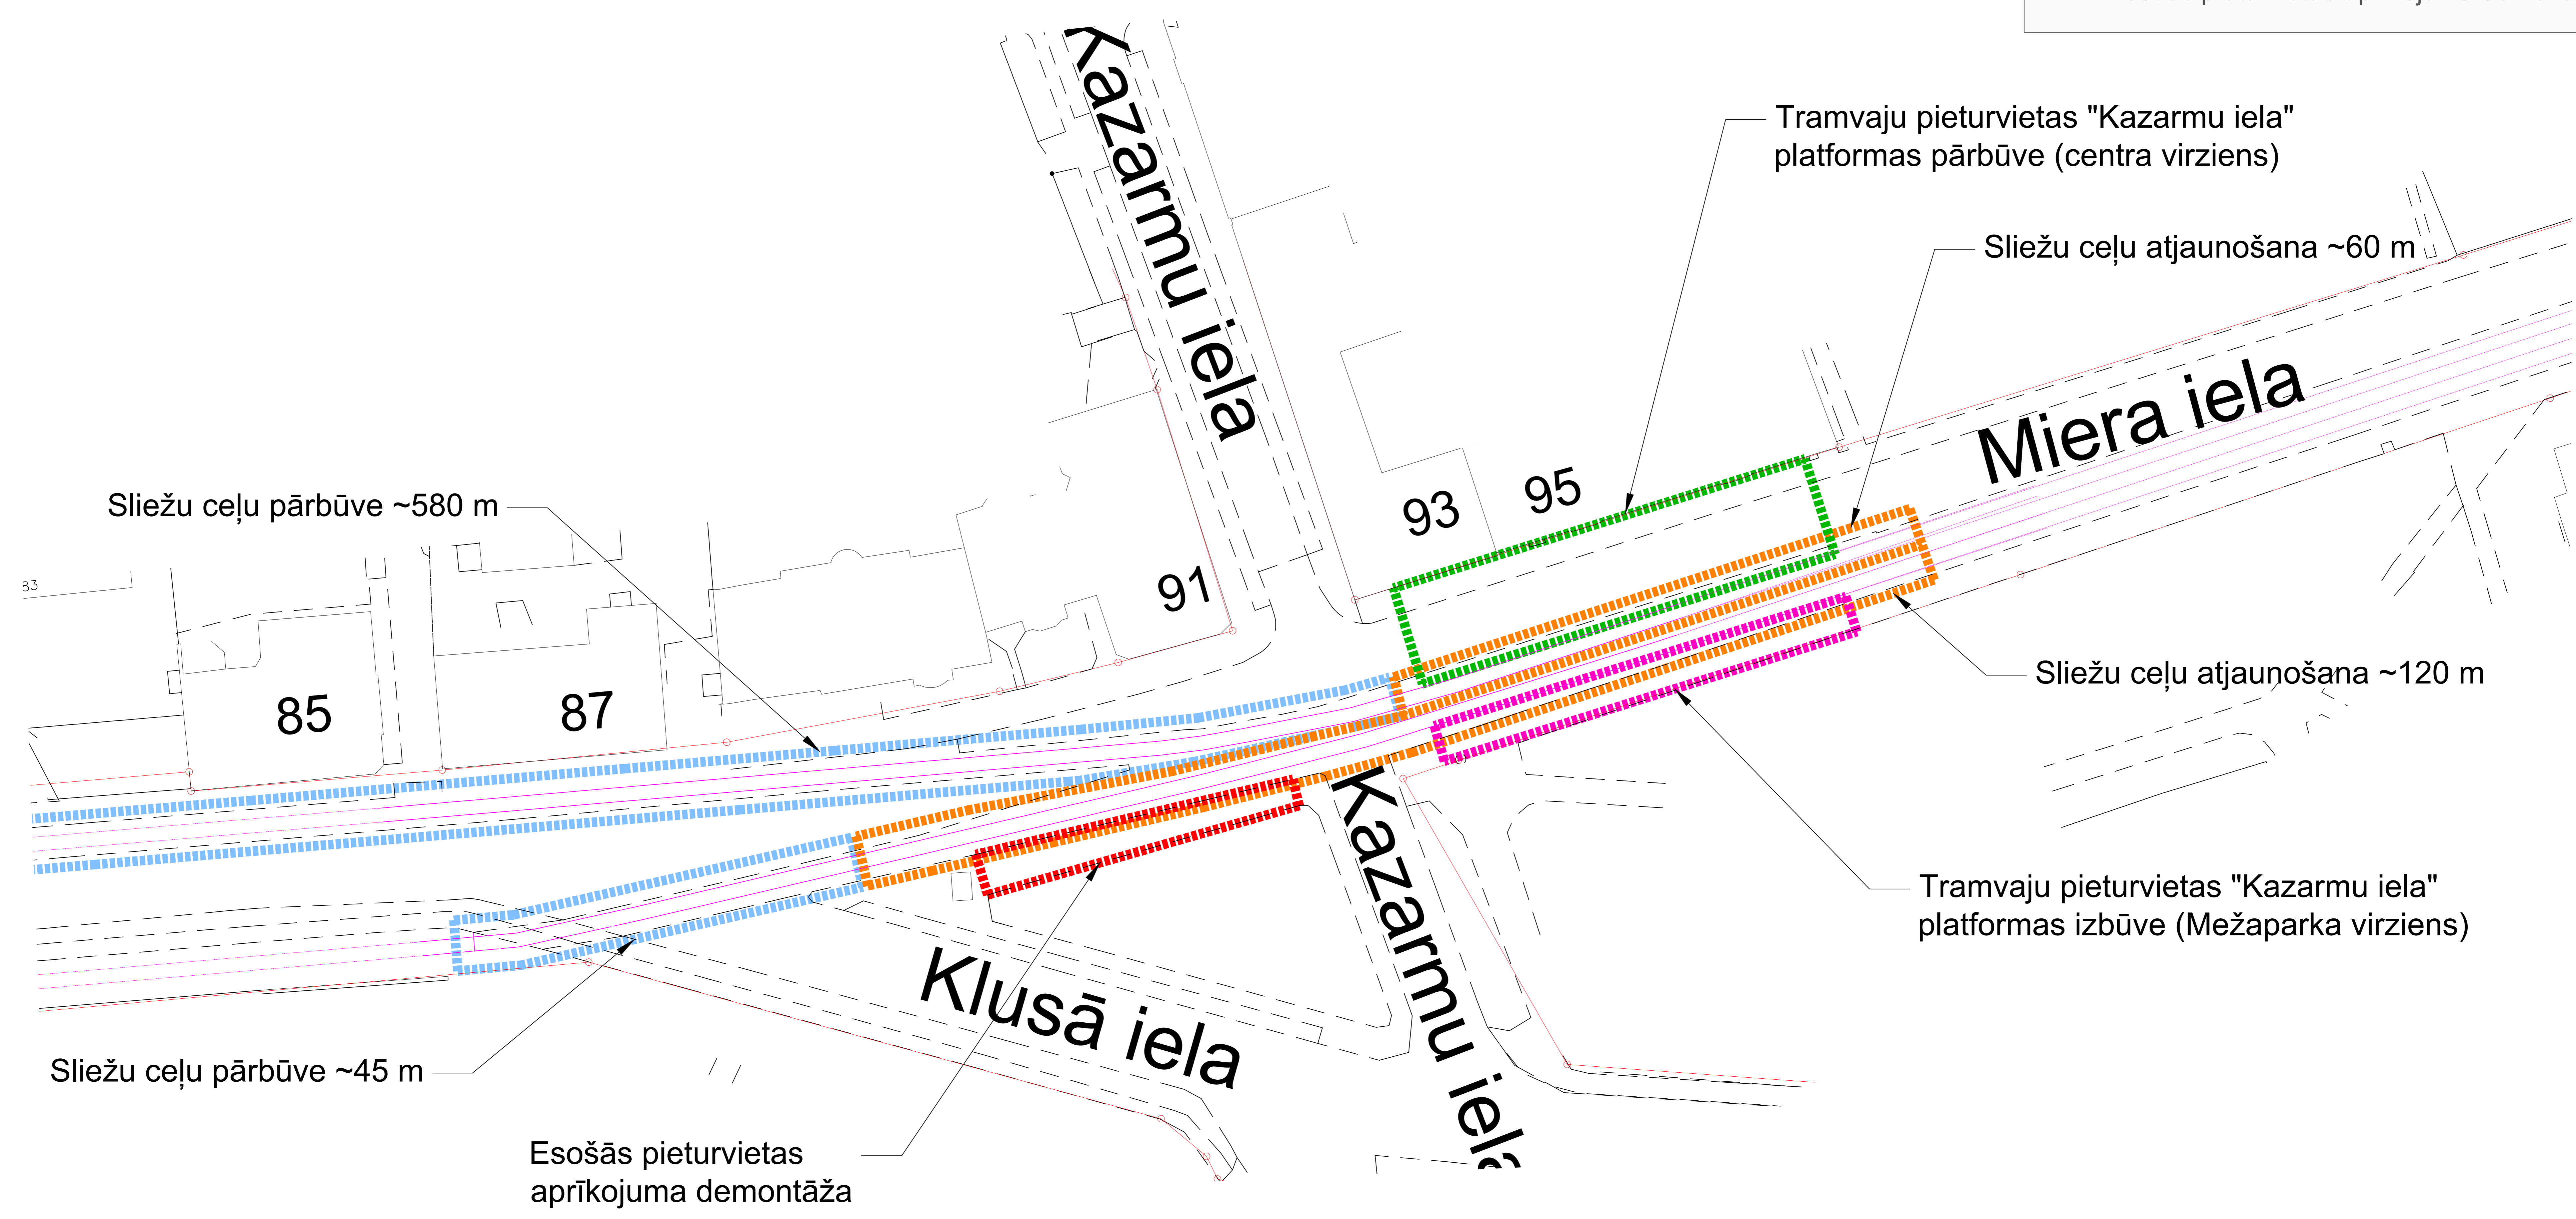 Kazarmu iela
Tramvaju pieturvietas "Kazarmu iela"
platformas pārbūve (centra virziens)
Sliežu ceļu atjaunošana ~60 m
Miera iela
93
95
Sliežu ceļu pārbūve ~580 m
91
83
85
87
Sliežu ceļu atjaunošana ~120 m
Tramvaju pieturvietas "Kazarmu iela"
platformas izbūve (Mežaparka virziens)
Kazarmu iela
Klusā iela
Sliežu ceļu pārbūve ~45 m
Esošās pieturvietas
aprīkojuma demontāža